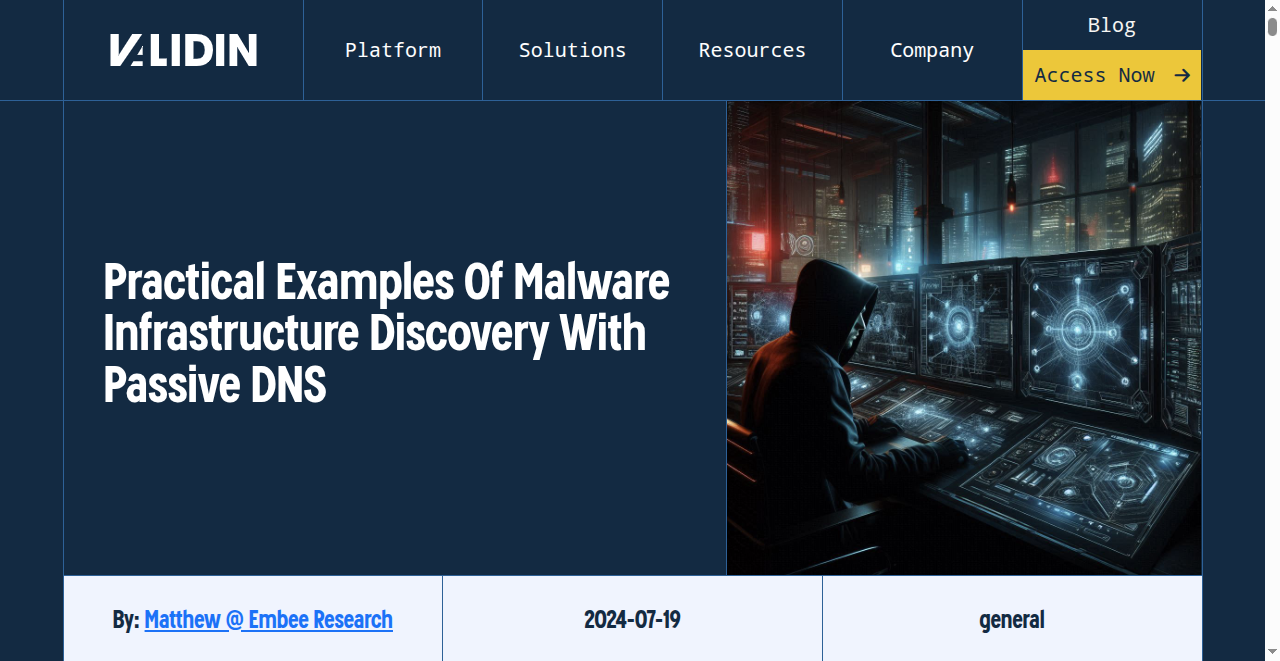 VALIDIN
Platform
Solutions
Resources
Company
Blog
Access Now
Practical Examples Of Malware
Infrastructure Discovery With
Passive DNS
By: Matthew @ Embee Research
2024-07-19
general